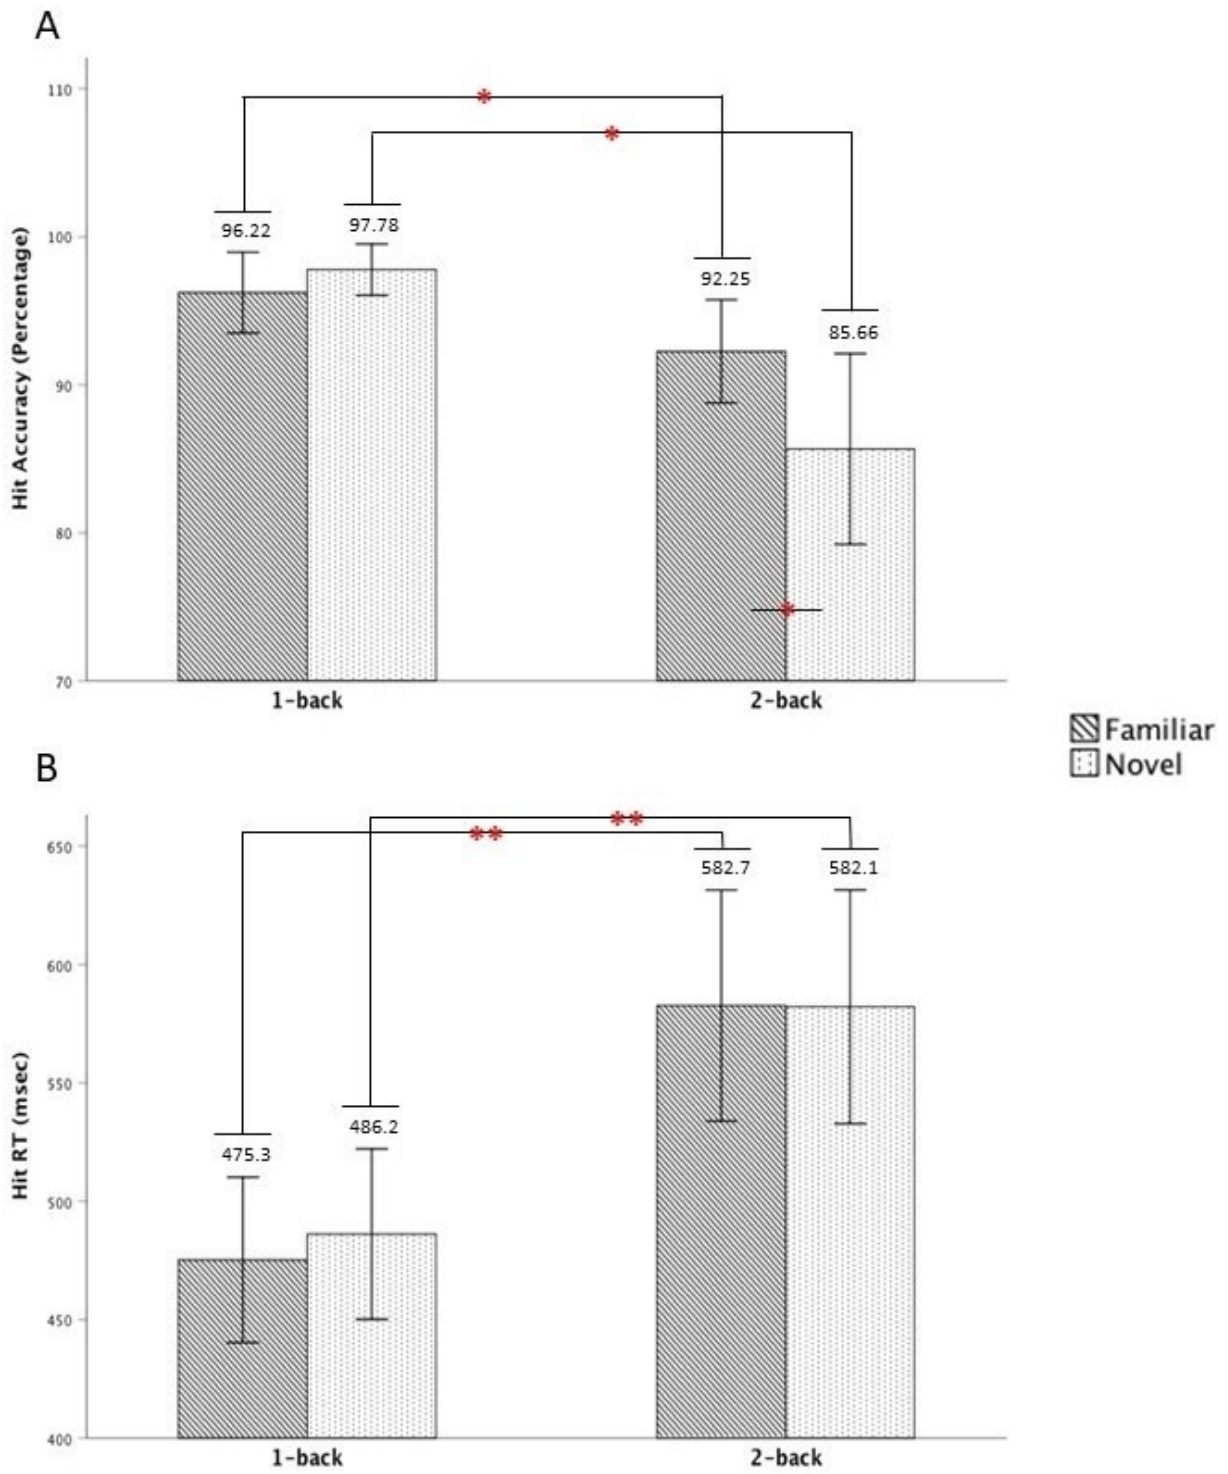 A
Hit Accuracy (Percentage)
110
100
90
80
70
*
*
96.22
97.78
92.25
85.66
*
1-back
2-back
Familiar
Novel
B
Hit RT (msec)
650
600
550
500
450
400
**
**
582.7
582.1
475.3
486.2
1-back
2-back